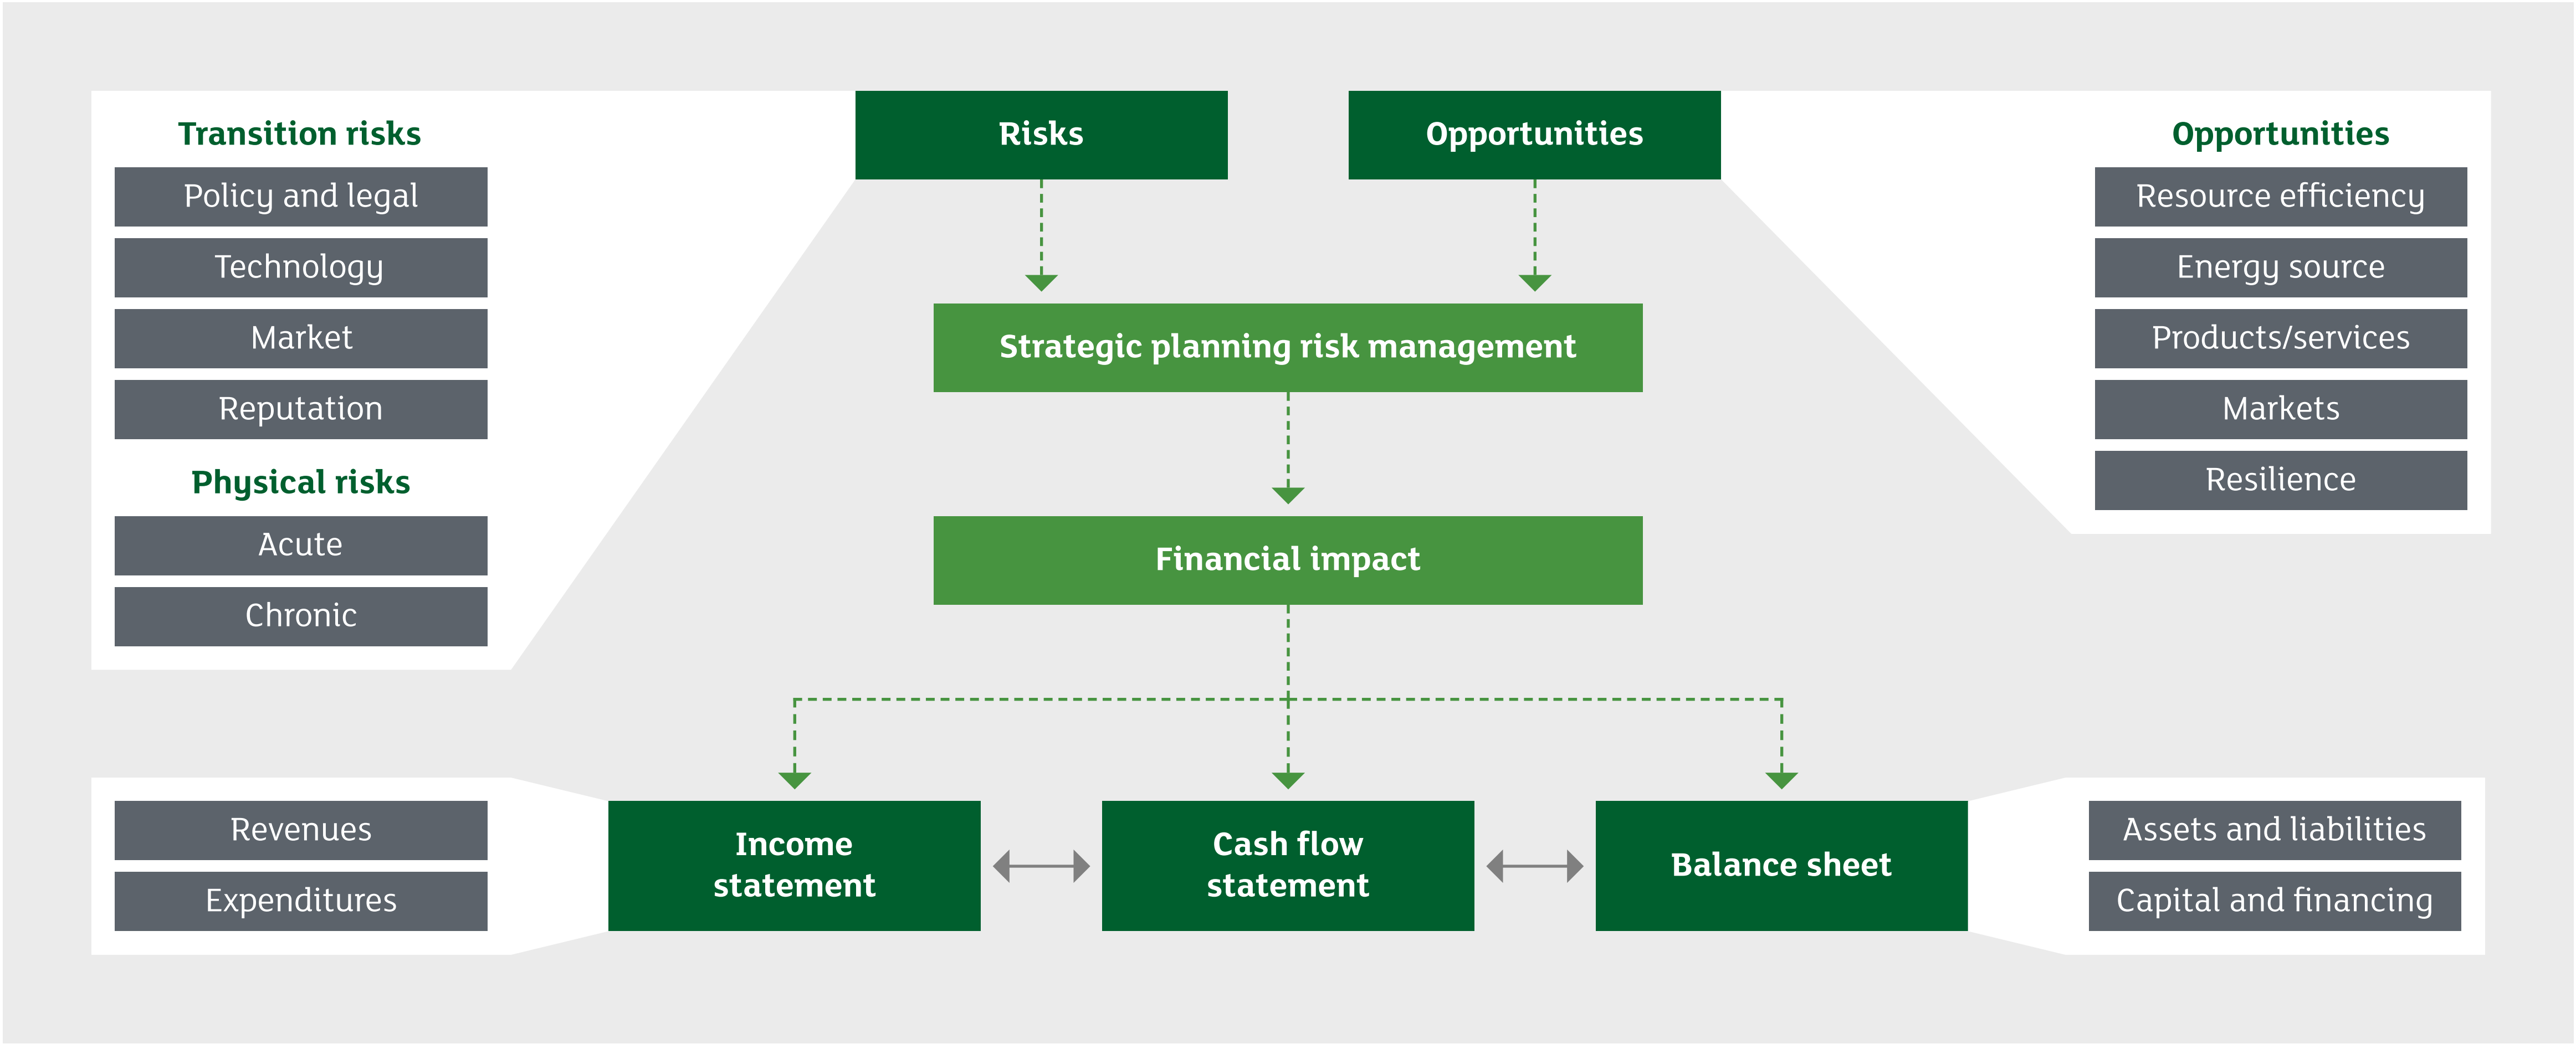 Transition risks
Policy and legal
Technology
Market
Reputation
Physical risks
Acute
Chronic
Risks
Opportunities
Opportunities
Resource efficiency
Energy source
Products/services
Markets
Resilience
Strategic planning risk management
Financial impact
Revenues
Expenditures
Income
statement
Cash flow
statement
Balance sheet
Assets and liabilities
Capital and financing